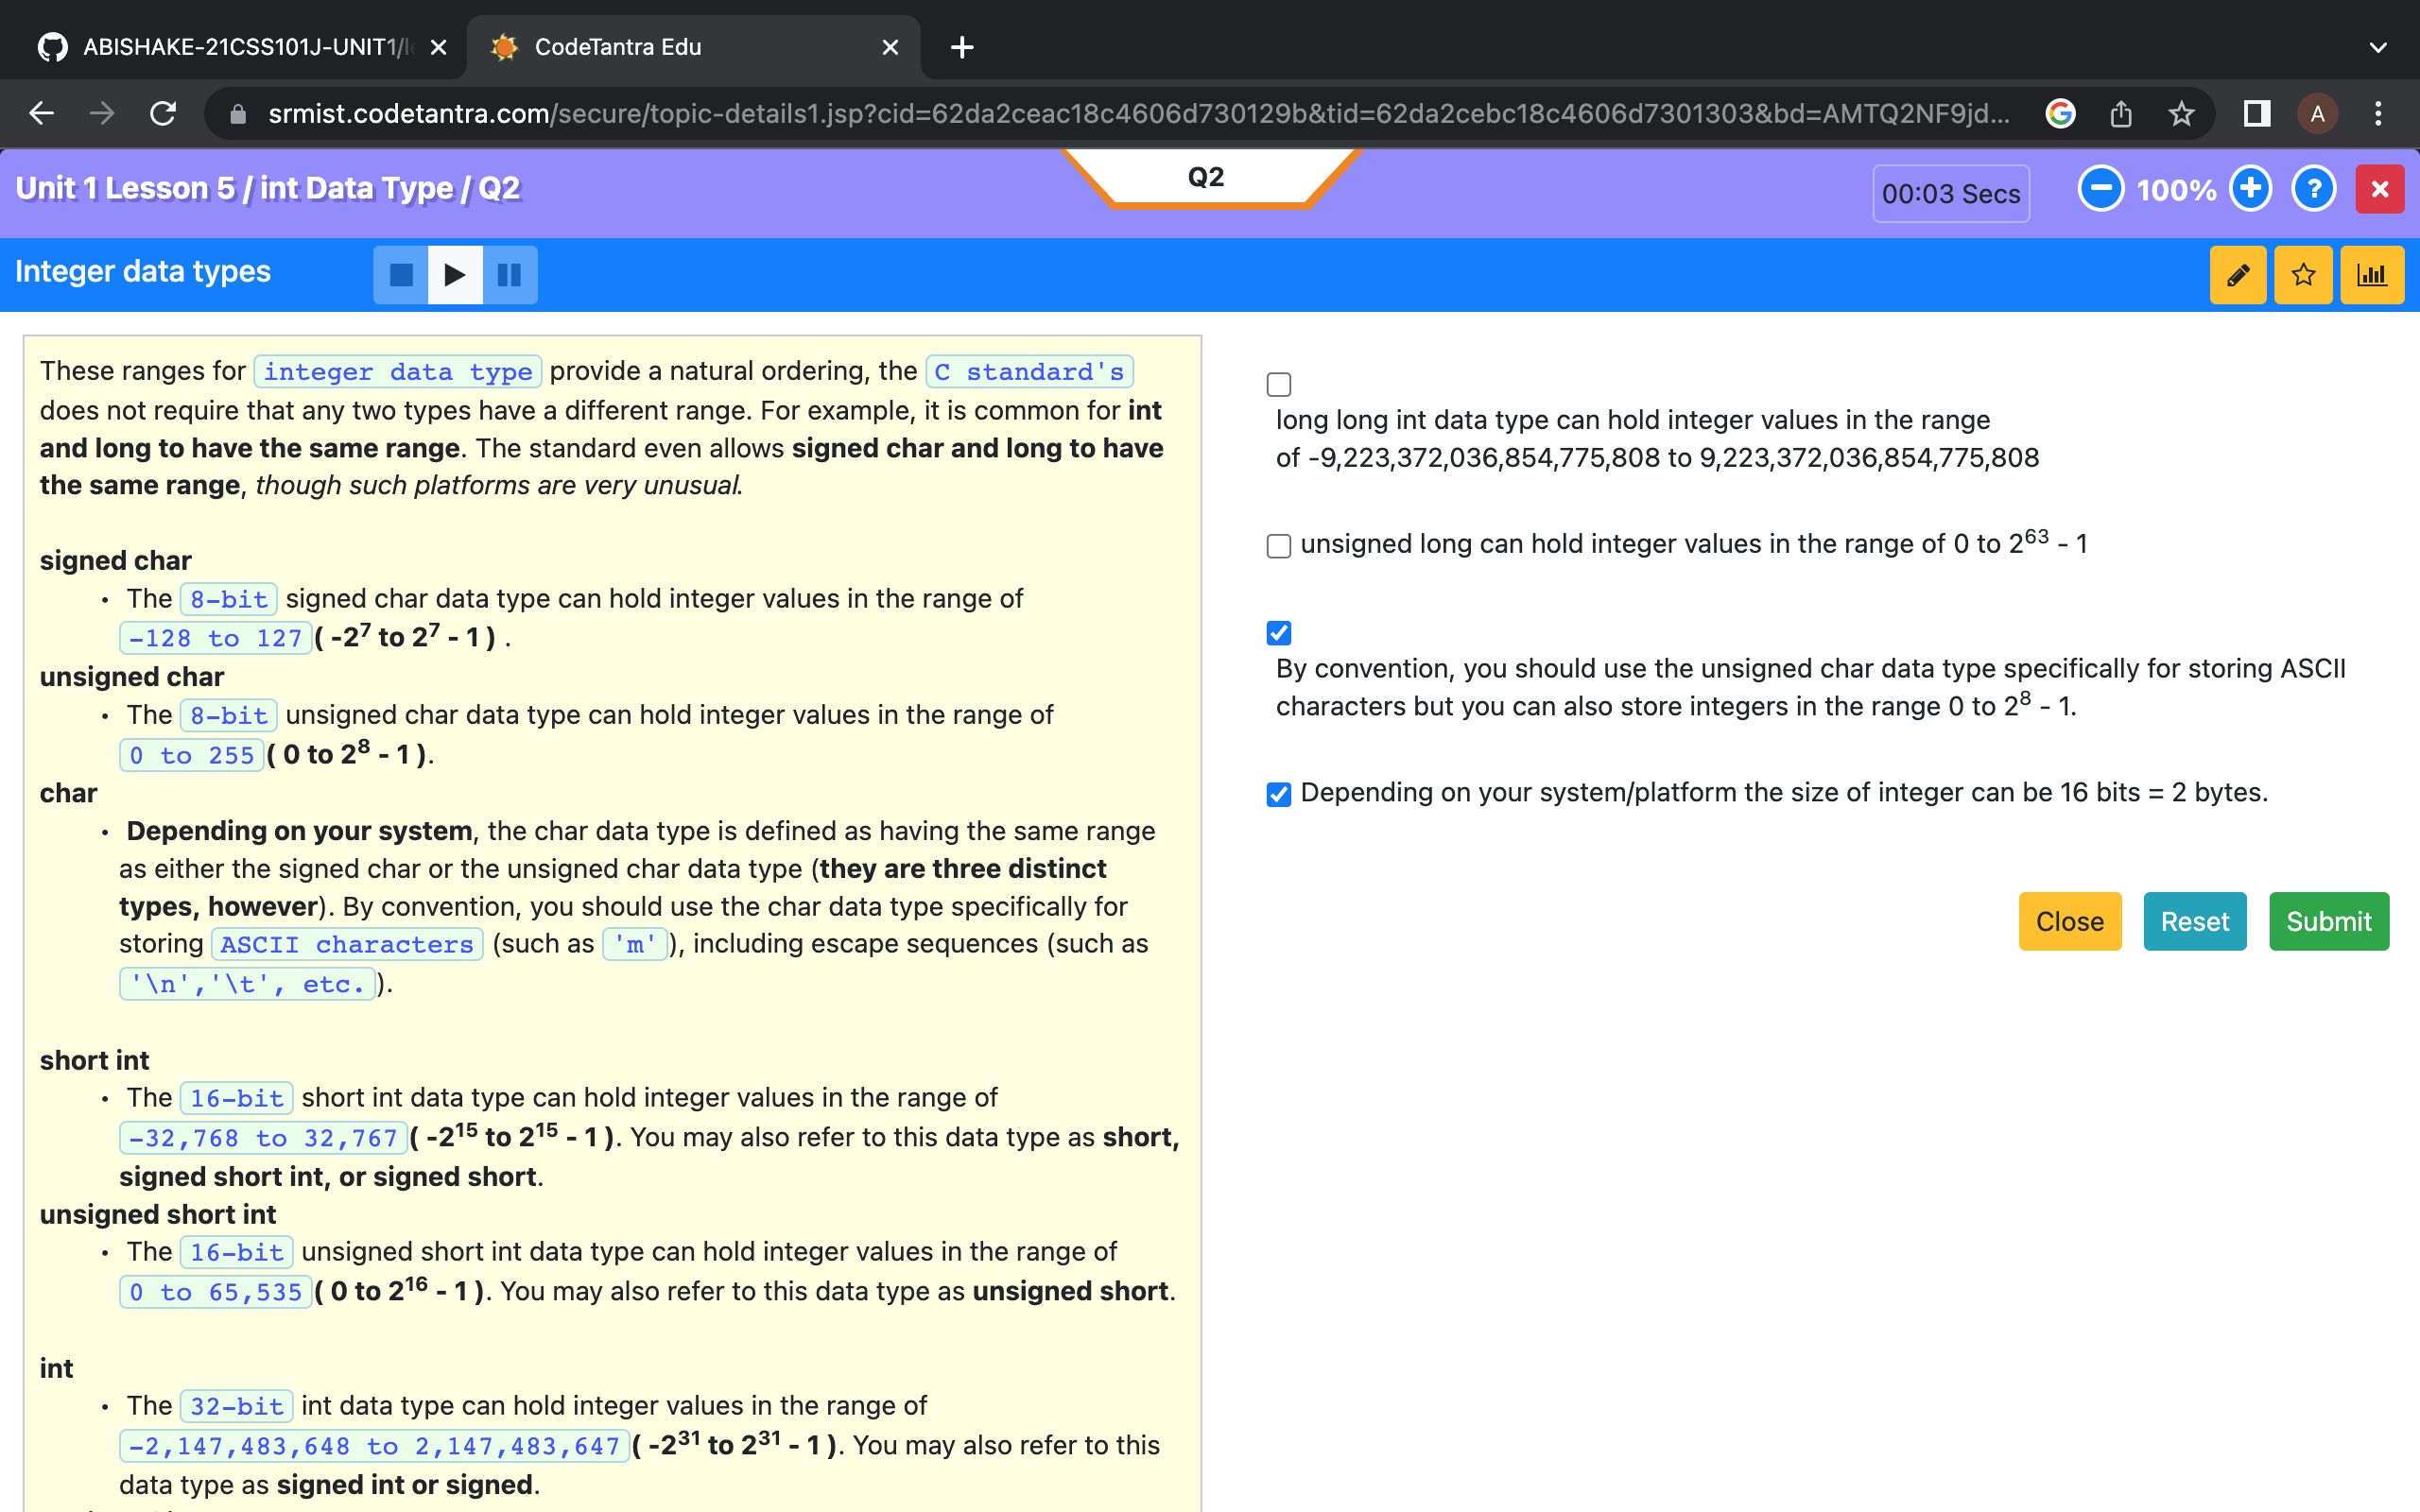 ABISHAKE-21CSS101J-UNIT1/l
CodeTantra Edu
srmist.codetantra.com/secure/topic-details1.jsp?cid=62da2ceac18c4606d730129b&tid=62da2cebc18c4606d7301303&bd=AMTQ2NF9jd...
A
Unit 1 Lesson 5 / int Data Type / Q2
Q2
00:03 Secs
100%
?
Integer data types
These ranges for integer data type provide a natural ordering, the C standard's
does not require that any two types have a different range. For example, it is common for int
and long to have the same range. The standard even allows signed char and long to have
the same range, though such platforms are very unusual.
signed char
• The 8-bit signed char data type can hold integer values in the range of
-128 to 127 ( -2⁷ to 2⁷ - 1 ) .
unsigned char
• The 8-bit unsigned char data type can hold integer values in the range of
0 to 255 ( 0 to 2⁸ - 1 ).
char
• Depending on your system, the char data type is defined as having the same range
as either the signed char or the unsigned char data type (they are three distinct
types, however). By convention, you should use the char data type specifically for
storing ASCII characters (such as 'm' ), including escape sequences (such as
'\n','\t', etc. ).
short int
• The 16-bit short int data type can hold integer values in the range of
-32,768 to 32,767 ( -2¹⁵ to 2¹⁵ - 1 ). You may also refer to this data type as short,
signed short int, or signed short.
unsigned short int
• The 16-bit unsigned short int data type can hold integer values in the range of
0 to 65,535 ( 0 to 2¹⁶ - 1 ). You may also refer to this data type as unsigned short.
int
• The 32-bit int data type can hold integer values in the range of
-2,147,483,648 to 2,147,483,647 ( -2³¹ to 2³¹ - 1 ). You may also refer to this
data type as signed int or signed.
long long int data type can hold integer values in the range
of -9,223,372,036,854,775,808 to 9,223,372,036,854,775,808
unsigned long can hold integer values in the range of 0 to 2⁶³ - 1
By convention, you should use the unsigned char data type specifically for storing ASCII
characters but you can also store integers in the range 0 to 2⁸ - 1.
Depending on your system/platform the size of integer can be 16 bits = 2 bytes.
Close
Reset
Submit